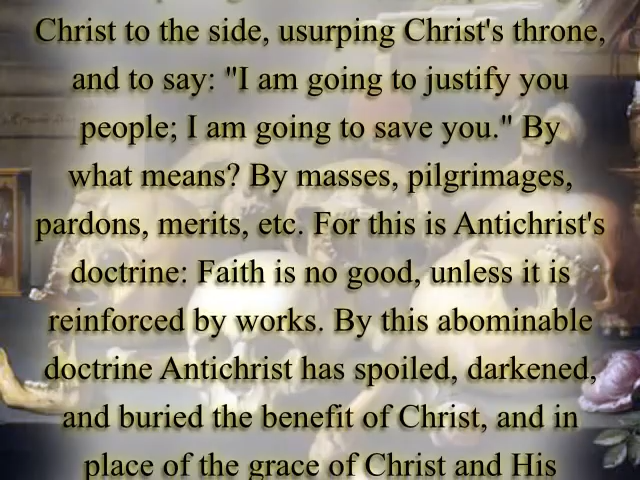 Christ to the side, usurping Christ's throne,
and to say: "I am going to justify you
people; I am going to save you." By
what means? By masses, pilgrimages,
pardons, merits, etc. For this is Antichrist's
doctrine: Faith is no good, unless it is
reinforced by works. By this abominable
doctrine Antichrist has spoiled, darkened,
and buried the benefit of Christ, and in
place of the grace of Christ and His